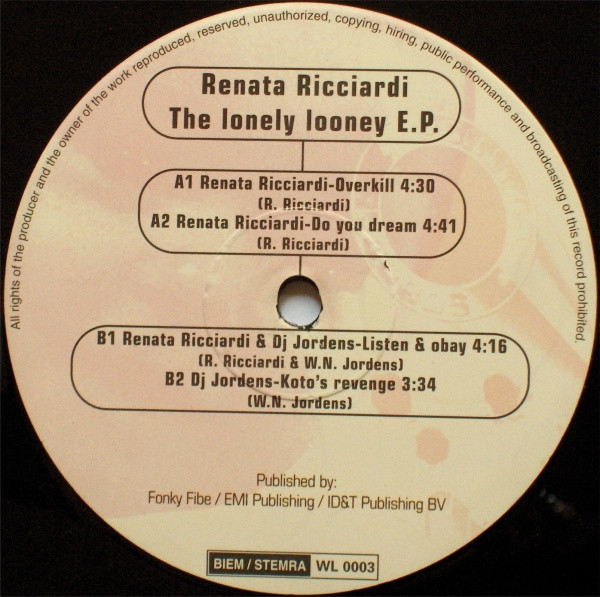 All rights of the producer and the owner of the work reproduced, reserved, unauthorized, copying, hiring, public performance and broadcasting of this record prohibited.
Renata Ricciardi
The lonely looney E.P.
A1 Renata Ricciardi-Overkill 4:30
(R. Ricciardi)
A2 Renata Ricciardi-Do you dream 4:41
(R. Ricciardi)
B1 Renata Ricciardi & Dj Jordens-Listen & obay 4:16
(R. Ricciardi & W.N. Jordens)
B2 Dj Jordens-Koto's revenge 3:34
(W.N. Jordens)
Published by:
Fonky Fibe / EMI Publishing / ID&T Publishing BV
BIEM / STEMRA WL 0003